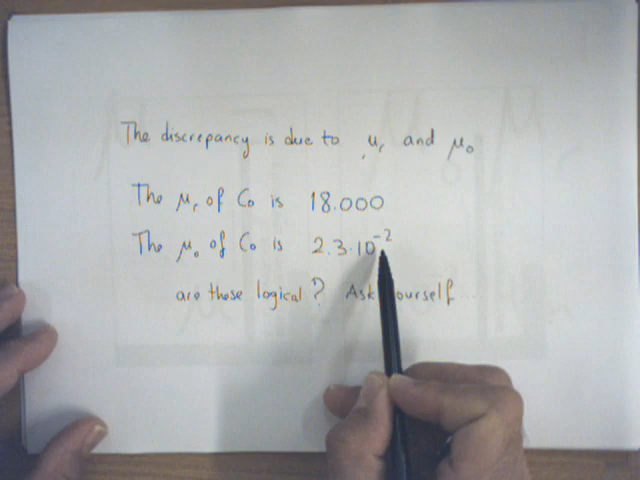 The discrepancy is due to μr and μo
The μr of Co is 18.000
The μo of Co is 2.3·10⁻²
are these logical? Ask yourself...